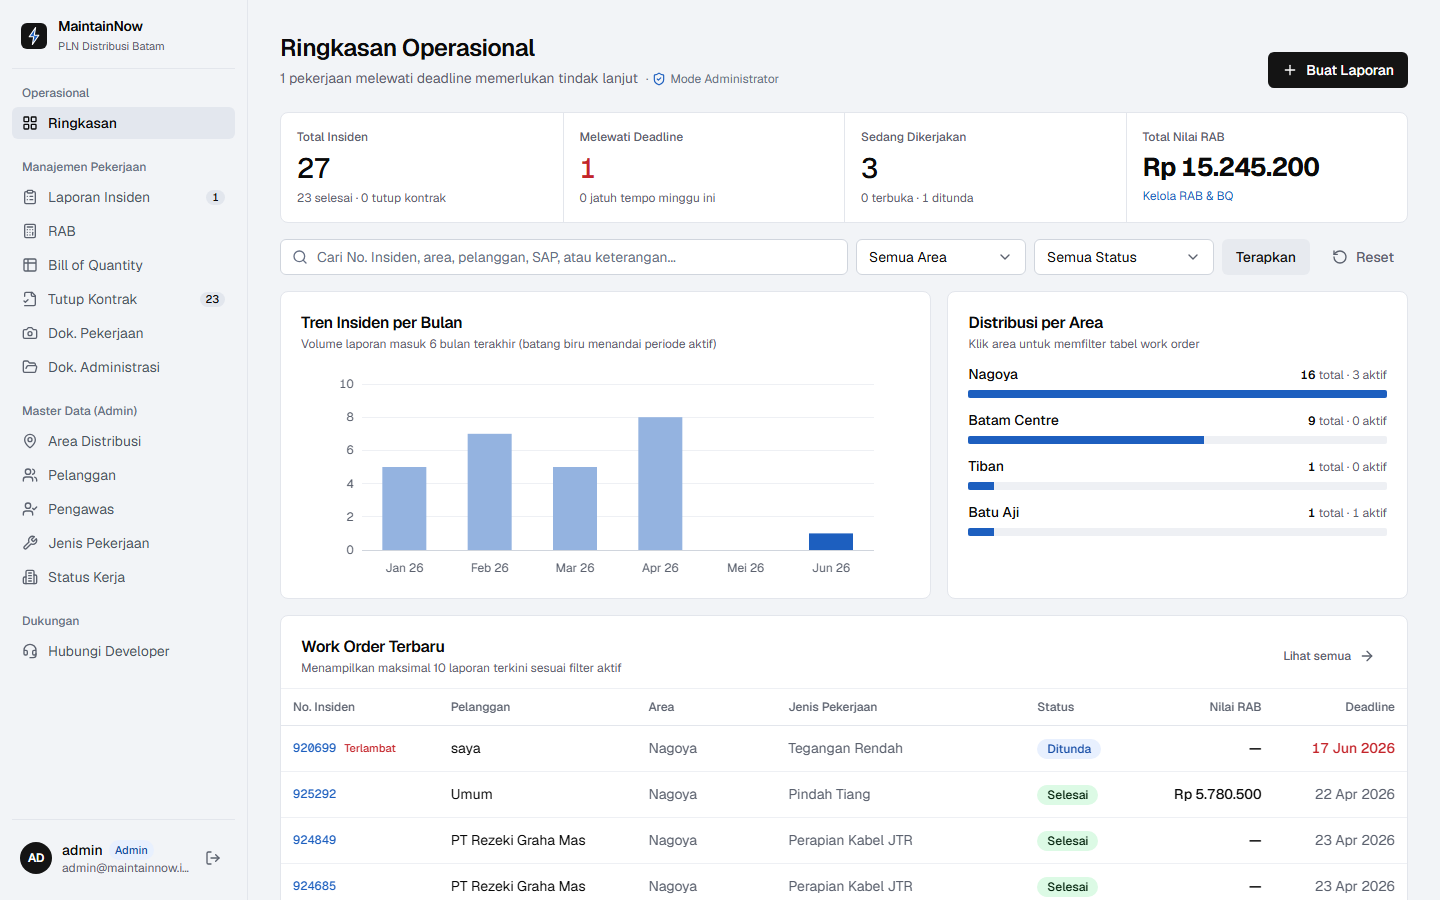 MaintainNow
PLN Distribusi Batam
Operasional
Ringkasan
Manajemen Pekerjaan
Laporan Insiden 1
RAB
Bill of Quantity
Tutup Kontrak 23
Dok. Pekerjaan
Dok. Administrasi
Master Data (Admin)
Area Distribusi
Pelanggan
Pengawas
Jenis Pekerjaan
Status Kerja
Dukungan
Hubungi Developer
AD
admin Admin
admin@maintainnow.i...
Ringkasan Operasional
1 pekerjaan melewati deadline memerlukan tindak lanjut · Mode Administrator
Buat Laporan
Total Insiden
27
23 selesai · 0 tutup kontrak
Melewati Deadline
1
0 jatuh tempo minggu ini
Sedang Dikerjakan
3
0 terbuka · 1 ditunda
Total Nilai RAB
Rp 15.245.200
Kelola RAB & BQ
Cari No. Insiden, area, pelanggan, SAP, atau keterangan...
Semua Area
Semua Status
Terapkan
Reset
Tren Insiden per Bulan
Volume laporan masuk 6 bulan terakhir (batang biru menandai periode aktif)
10
8
6
4
2
0
Jan 26 Feb 26 Mar 26 Apr 26 Mei 26 Jun 26
Distribusi per Area
Klik area untuk memfilter tabel work order
Nagoya 16 total · 3 aktif
Batam Centre 9 total · 0 aktif
Tiban 1 total · 0 aktif
Batu Aji 1 total · 1 aktif
Work Order Terbaru
Menampilkan maksimal 10 laporan terkini sesuai filter aktif
Lihat semua
No. Insiden Pelanggan Area Jenis Pekerjaan Status Nilai RAB Deadline
920699 Terlambat saya Nagoya Tegangan Rendah Ditunda — 17 Jun 2026
925292 Umum Nagoya Pindah Tiang Selesai Rp 5.780.500 22 Apr 2026
924849 PT Rezeki Graha Mas Nagoya Perapian Kabel JTR Selesai — 23 Apr 2026
924685 PT Rezeki Graha Mas Nagoya Perapian Kabel JTR Selesai — 23 Apr 2026